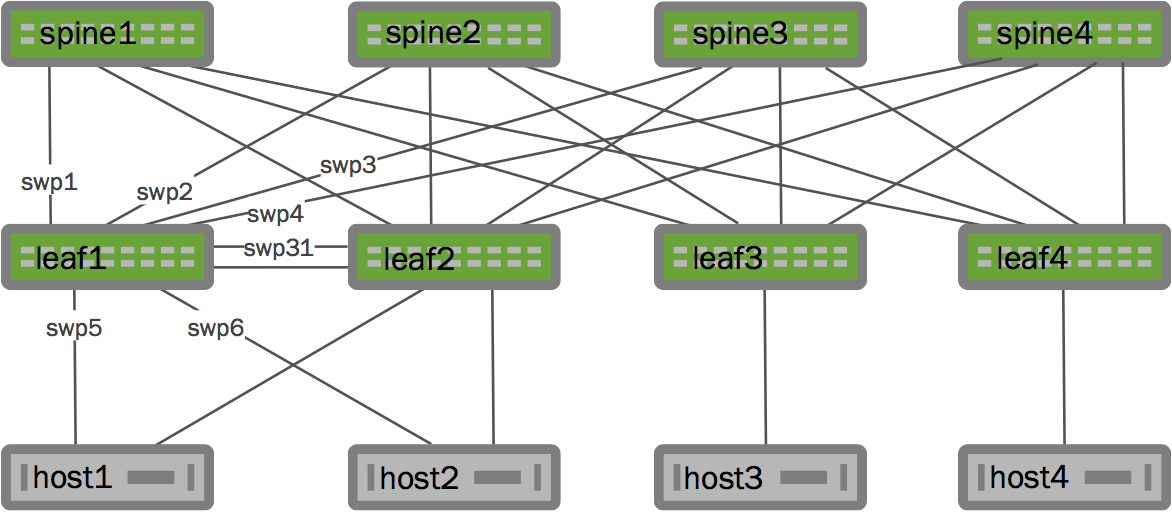 spine1
spine2
spine3
spine4
swp1
swp2
swp3
swp4
leaf1
swp31
leaf2
leaf3
leaf4
swp5
swp6
host1
host2
host3
host4